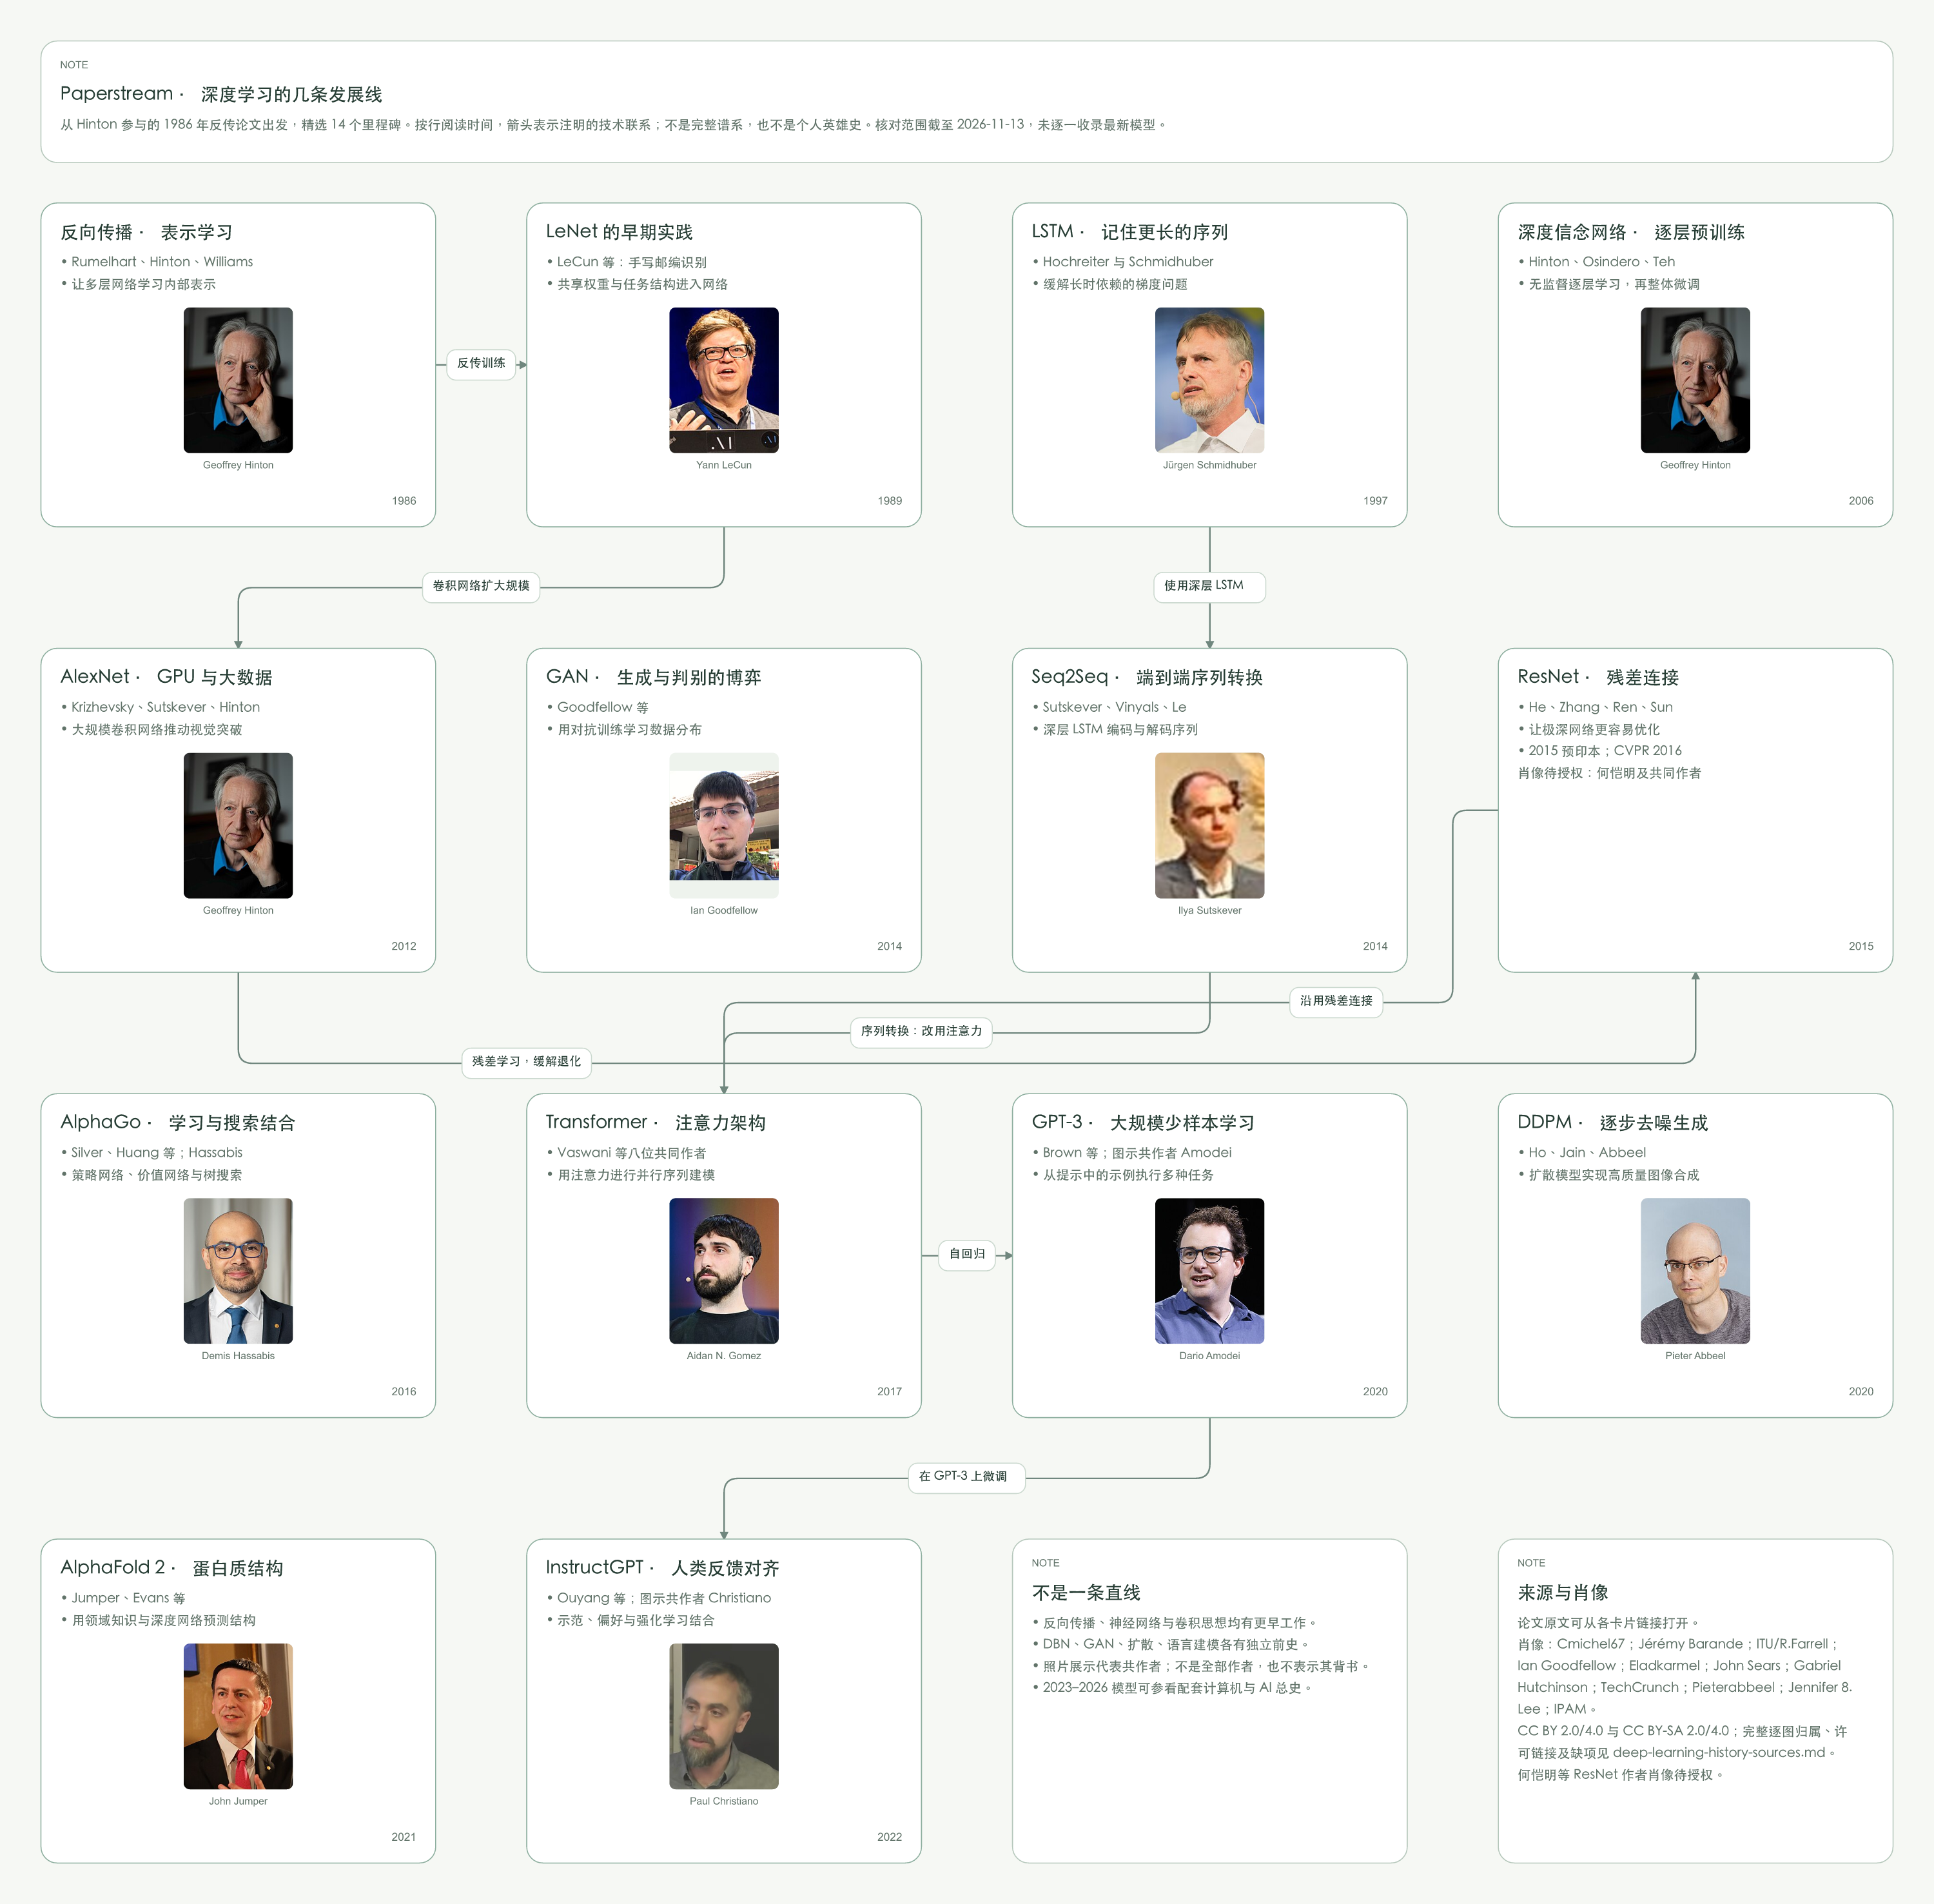 NOTE
Paperstream · 深度学习的几条发展线
从 Hinton 参与的 1986 年反传论文出发，精选 14 个里程碑。按行阅读时间，箭头表示注明的技术联系；不是完整谱系，也不是个人英雄史。核对范围截至 2026-11-13，未逐一收录最新模型。
反向传播 · 表示学习
• Rumelhart、Hinton、Williams
• 让多层网络学习内部表示
Geoffrey Hinton
1986
反传训练
LeNet 的早期实践
• LeCun 等：手写邮编识别
• 共享权重与任务结构进入网络
Yann LeCun
1989
LSTM · 记住更长的序列
• Hochreiter 与 Schmidhuber
• 缓解长时依赖的梯度问题
Jürgen Schmidhuber
1997
深度信念网络 · 逐层预训练
• Hinton、Osindero、Teh
• 无监督逐层学习，再整体微调
Geoffrey Hinton
2006
卷积网络扩大规模
使用深层 LSTM
AlexNet · GPU 与大数据
• Krizhevsky、Sutskever、Hinton
• 大规模卷积网络推动视觉突破
Geoffrey Hinton
2012
GAN · 生成与判别的博弈
• Goodfellow 等
• 用对抗训练学习数据分布
Ian Goodfellow
2014
Seq2Seq · 端到端序列转换
• Sutskever、Vinyals、Le
• 深层 LSTM 编码与解码序列
Ilya Sutskever
2014
ResNet · 残差连接
• He、Zhang、Ren、Sun
• 让极深网络更容易优化
• 2015 预印本；CVPR 2016
肖像待授权：何恺明及共同作者
2015
沿用残差连接
序列转换：改用注意力
残差学习，缓解退化
AlphaGo · 学习与搜索结合
• Silver、Huang 等；Hassabis
• 策略网络、价值网络与树搜索
Demis Hassabis
2016
Transformer · 注意力架构
• Vaswani 等八位共同作者
• 用注意力进行并行序列建模
Aidan N. Gomez
2017
自回归
GPT-3 · 大规模少样本学习
• Brown 等；图示共作者 Amodei
• 从提示中的示例执行多种任务
Dario Amodei
2020
DDPM · 逐步去噪生成
• Ho、Jain、Abbeel
• 扩散模型实现高质量图像合成
Pieter Abbeel
2020
在 GPT-3 上微调
AlphaFold 2 · 蛋白质结构
• Jumper、Evans 等
• 用领域知识与深度网络预测结构
John Jumper
2021
InstructGPT · 人类反馈对齐
• Ouyang 等；图示共作者 Christiano
• 示范、偏好与强化学习结合
Paul Christiano
2022
NOTE
不是一条直线
• 反向传播、神经网络与卷积思想均有更早工作。
• DBN、GAN、扩散、语言建模各有独立前史。
• 照片展示代表共作者；不是全部作者，也不表示其背书。
• 2023–2026 模型可参看配套计算机与 AI 总史。
NOTE
来源与肖像
论文原文可从各卡片链接打开。
肖像：Cmichel67；Jérémy Barande；ITU/R.Farrell；
Ian Goodfellow；Eladkarmel；John Sears；Gabriel
Hutchinson；TechCrunch；Pieterabbeel；Jennifer 8.
Lee；IPAM。
CC BY 2.0/4.0 与 CC BY-SA 2.0/4.0；完整逐图归属、许
可链接及缺项见 deep-learning-history-sources.md。
何恺明等 ResNet 作者肖像待授权。